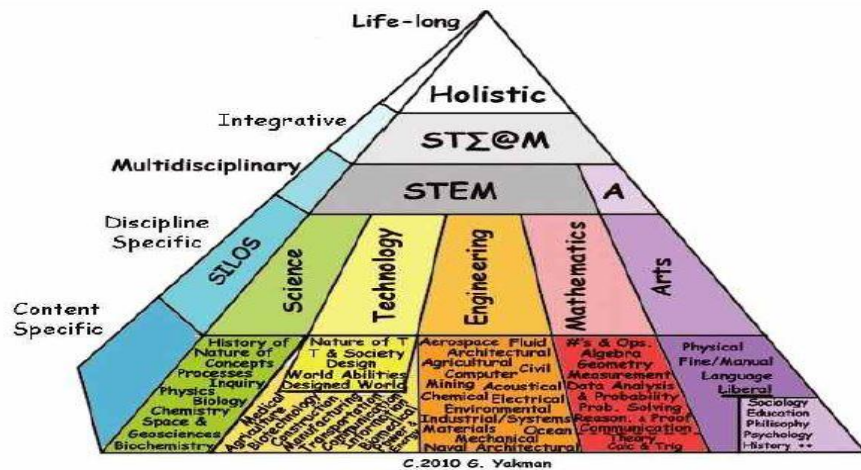 Life-long
Holistic
Integrative
STΣ@M
Multidisciplinary
STEM
A
Discipline
Specific
SILOS
Science
Technology
Engineering
Mathematics
Arts
Content
Specific
History of
Nature of
Concepts
Processes
Inquiry
Physics
Biology
Chemistry
Space &
Geosciences
Biochemistry
Nature of T
T & Society
Design
World Abilities
Designed World
Medical
Agriculture
Biotechnology
Construction
Manufacturing
Transportation
Communication
Information
Biomedical
Aerospace Fluid
Architectural
Agricultural Civil
Computer
Mining Acoustical
Chemical Electrical
Environmental
Industrial/Systems
Materials Ocean
Mechanical
Naval Architectural
#'s & Ops.
Algebra
Geometry
Measurement
Data Analysis
& Probability
Prob. Solving
Reason. & Proof
Communication
Theory
Calc & Trig
Physical
Fine/Manual
Language
Liberal
Sociology
Education
Philisophy
Psychology
History **
C.2010 G. Yakman